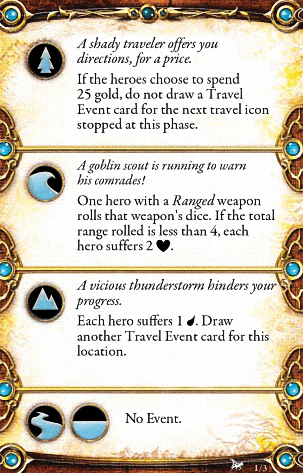 A shady traveler offers you
directions, for a price.
If the heroes choose to spend
25 gold, do not draw a Travel
Event card for the next travel icon
stopped at this phase.
A goblin scout is running to warn
his comrades!
One hero with a Ranged weapon
rolls that weapon's dice. If the total
range rolled is less than 4, each
hero suffers 2 .
A vicious thunderstorm hinders your
progress.
Each hero suffers 1 . Draw
another Travel Event card for this
location.
No Event.
1/3